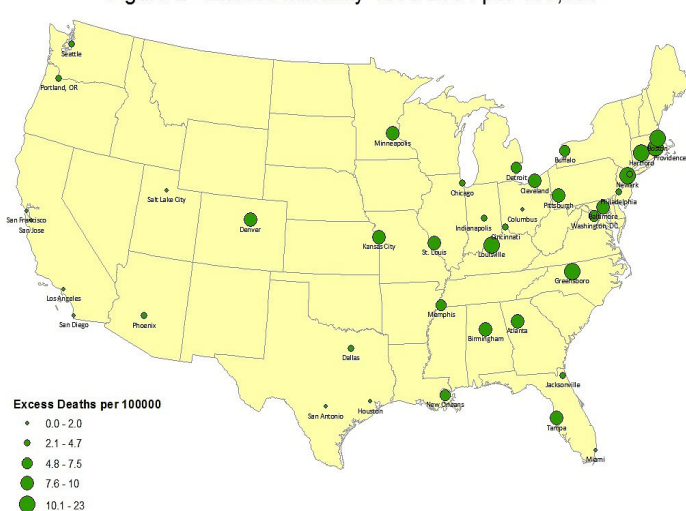 Seattle
Portland, OR
Minneapolis
Buffalo
Boston
Hartford
Providence
Detroit
Cleveland
Newark
Chicago
Pittsburgh
Philadelphia
Salt Lake City
Columbus
Baltimore
San Francisco
Denver
Indianapolis
Washington, DC
San Jose
Kansas City
St. Louis
Cincinnati
Louisville
Greensboro
Los Angeles
Memphis
San Diego
Phoenix
Birmingham
Atlanta
Dallas
Jacksonville
New Orleans
Houston
San Antonio
Tampa
Miami
Excess Deaths per 100000
0.0 - 2.0
2.1 - 4.7
4.8 - 7.5
7.6 - 10
10.1 - 23